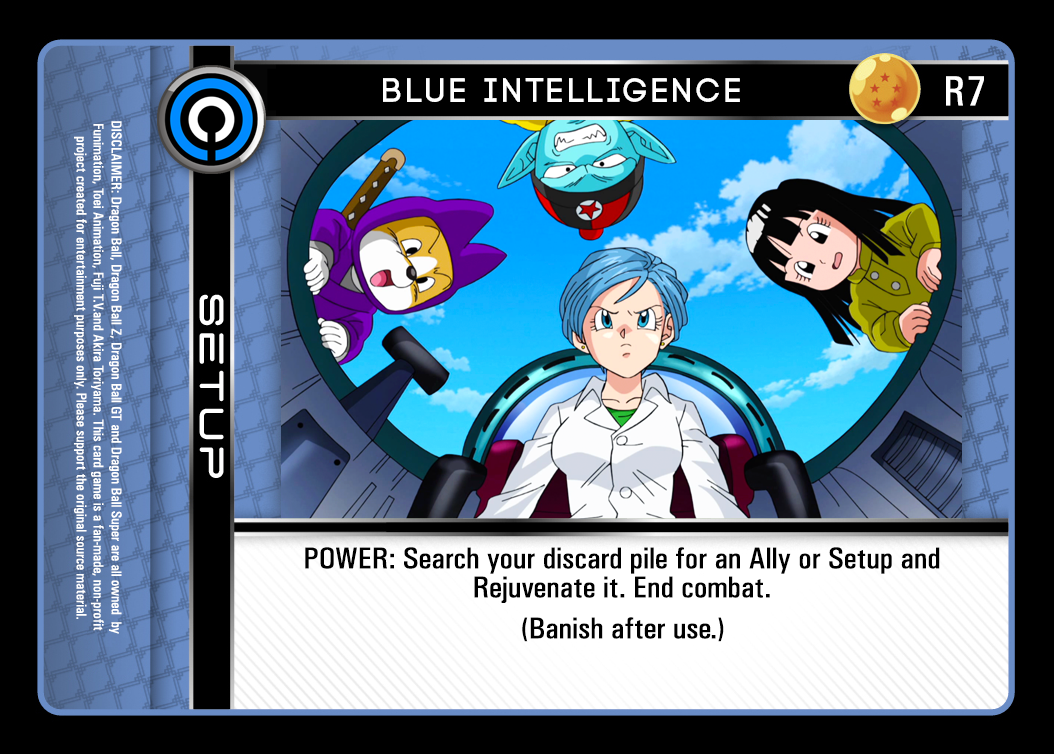 BLUE INTELLIGENCE
R7
SETUP
POWER: Search your discard pile for an Ally or Setup and
Rejuvenate it. End combat.
(Banish after use.)
DISCLAIMER: Dragon Ball, Dragon Ball Z, Dragon Ball GT and Dragon Ball Super are all owned by
Funimation, Toei Animation, Fuji T.V.and Akira Toriyama. This card game is a fan-made, non-profit
project created for entertainment purposes only. Please support the original source material.